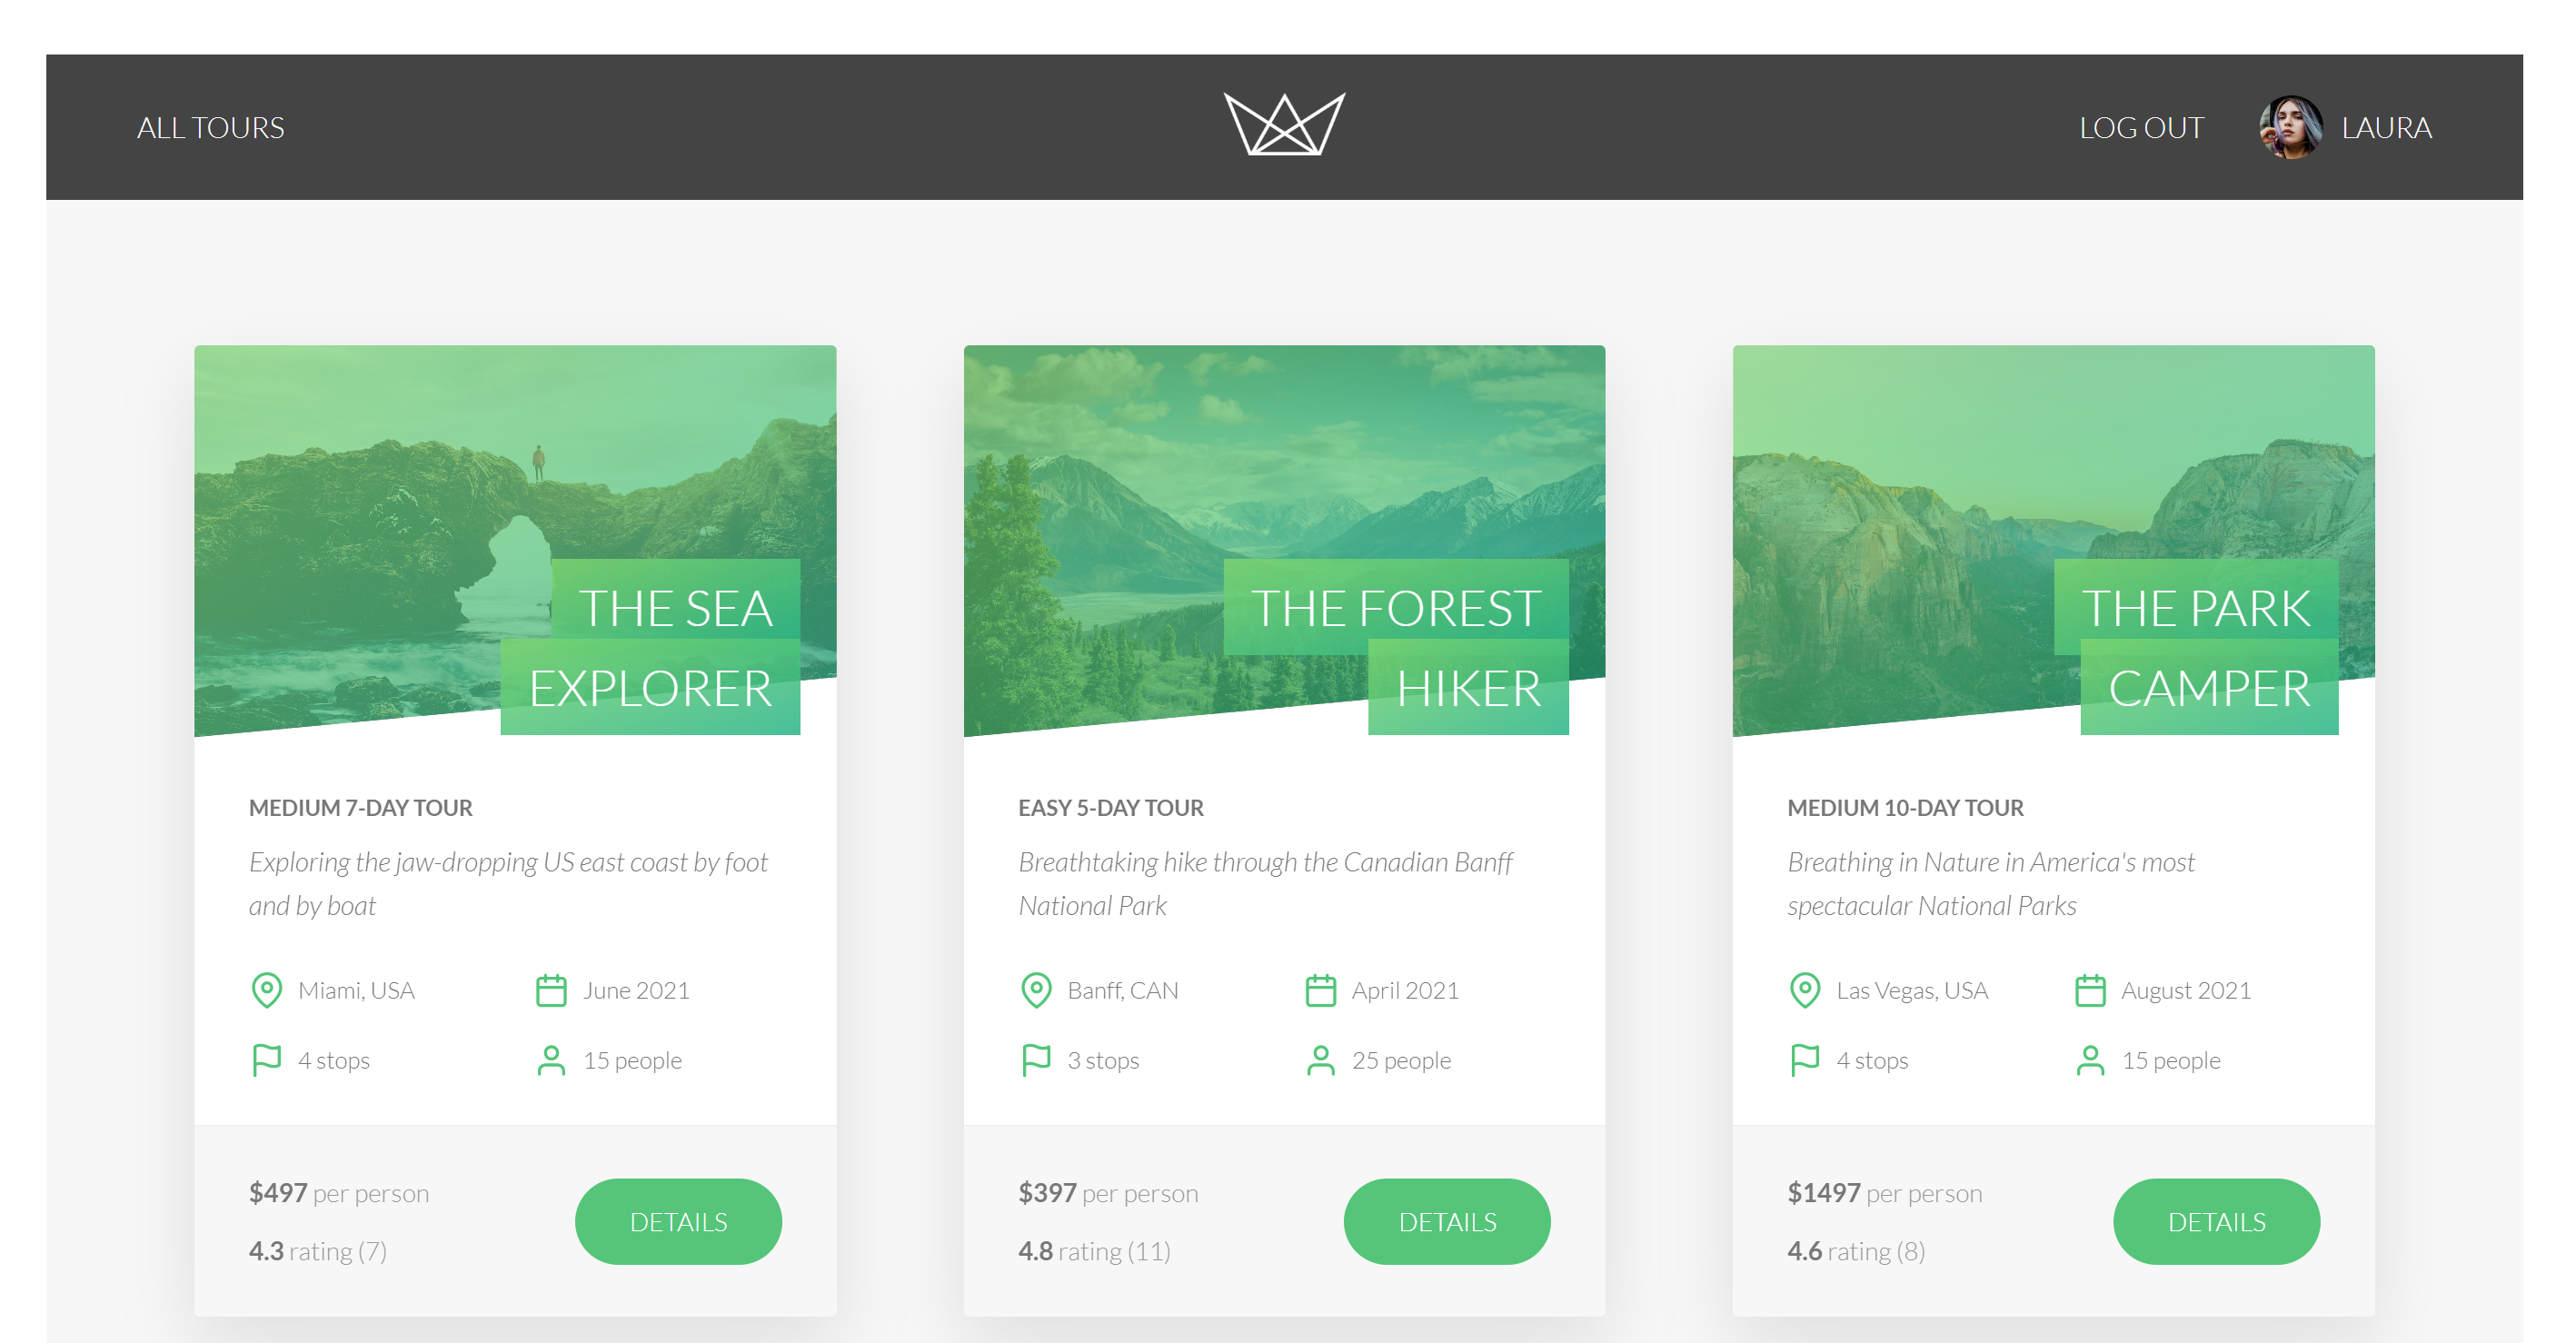 ALL TOURS
LOG OUT
LAURA
THE SEA
EXPLORER
MEDIUM 7-DAY TOUR
Exploring the jaw-dropping US east coast by foot
and by boat
Miami, USA
June 2021
4 stops
15 people
$497 per person
4.3 rating (7)
DETAILS
THE FOREST
HIKER
EASY 5-DAY TOUR
Breathtaking hike through the Canadian Banff
National Park
Banff, CAN
April 2021
3 stops
25 people
$397 per person
4.8 rating (11)
DETAILS
THE PARK
CAMPER
MEDIUM 10-DAY TOUR
Breathing in Nature in America's most
spectacular National Parks
Las Vegas, USA
August 2021
4 stops
15 people
$1497 per person
4.6 rating (8)
DETAILS